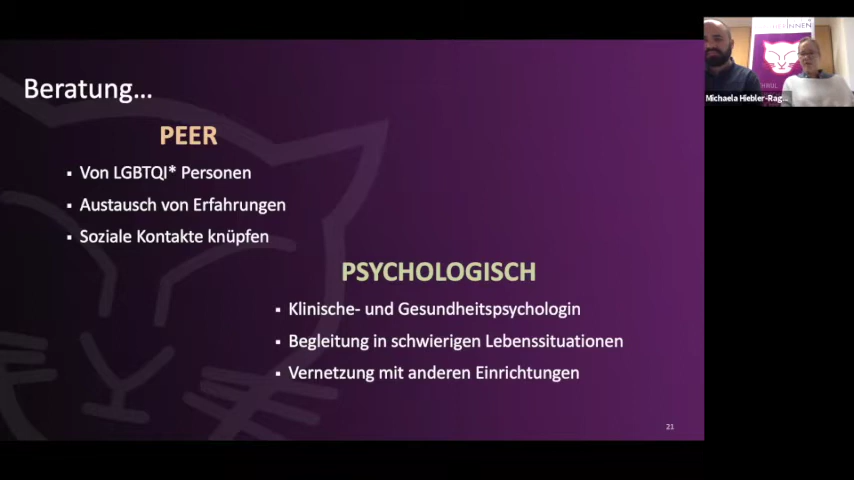 Beratung...
PEER
▪ Von LGBTQI* Personen
▪ Austausch von Erfahrungen
▪ Soziale Kontakte knüpfen
PSYCHOLOGISCH
▪ Klinische- und Gesundheitspsychologin
▪ Begleitung in schwierigen Lebenssituationen
▪ Vernetzung mit anderen Einrichtungen
21
Michaela Hiebler-Rag...